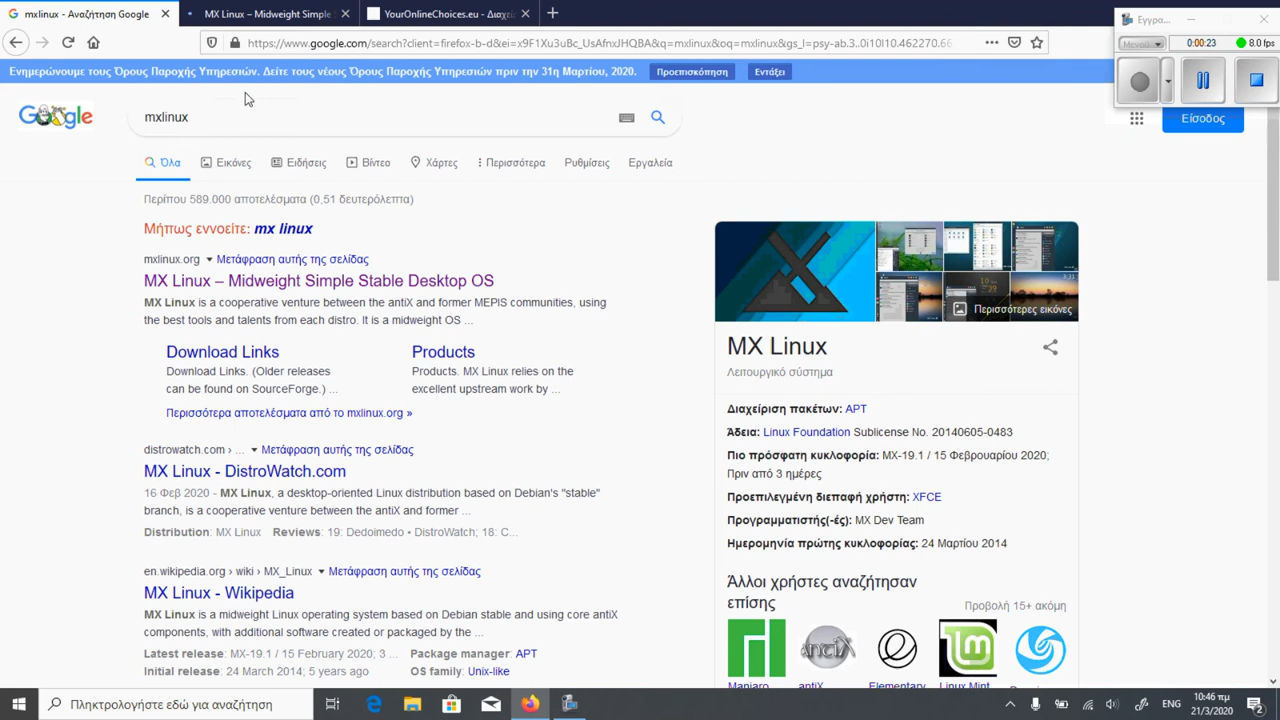 mxlinux - Αναζήτηση Google
MX Linux – Midweight Simple
YourOnlineChoices.eu - Διαχεί
Εγγρα...
Μενού
0:00:23
8.0 fps
https://www.google.com/search?client=firefox-b-d&ei=x9F1Xu3uBc_UsAfnxJHQBA&q=mxlinux&oq=mxlinux&gs_l=psy-ab.3..0i10l10.462270.66
Ενημερώνουμε τους Όρους Παροχής Υπηρεσιών. Δείτε τους νέους Όρους Παροχής Υπηρεσιών πριν την 31η Μαρτίου, 2020.
Προεπισκόπηση
Εντάξει
Google
mxlinux
Είσοδος
Όλα
Εικόνες
Ειδήσεις
Βίντεο
Χάρτες
Περισσότερα
Ρυθμίσεις
Εργαλεία
Περίπου 589.000 αποτελέσματα (0,51 δευτερόλεπτα)
Μήπως εννοείτε: mx linux
mxlinux.org ▾ Μετάφραση αυτής της σελίδας
MX Linux – Midweight Simple Stable Desktop OS
MX Linux is a cooperative venture between the antiX and former MEPIS communities, using
the best tools and talents from each distro. It is a midweight OS ...
Download Links
Download Links. (Older releases
can be found on SourceForge.) ...
Products
Products. MX Linux relies on the
excellent upstream work by ...
Περισσότερα αποτελέσματα από το mxlinux.org »
distrowatch.com › ... ▾ Μετάφραση αυτής της σελίδας
MX Linux - DistroWatch.com
16 Φεβ 2020 - MX Linux, a desktop-oriented Linux distribution based on Debian's "stable"
branch, is a cooperative venture between the antiX and former ...
Distribution: MX Linux Reviews: 19: Dedoimedo • DistroWatch; 18: C...
en.wikipedia.org › wiki › MX_Linux ▾ Μετάφραση αυτής της σελίδας
MX Linux - Wikipedia
MX Linux is a midweight Linux operating system based on Debian stable and using core antiX
components, with additional software created or packaged by the ...
Latest release: MX-19.1 / 15 February 2020; 3 ... Package manager: APT
Initial release: 24 March 2014; 5 years ago OS family: Unix-like
3:31
Περισσότερες εικόνες
MX Linux
Λειτουργικό σύστημα
Διαχείριση πακέτων: APT
Άδεια: Linux Foundation Sublicense No. 20140605-0483
Πιο πρόσφατη κυκλοφορία: MX-19.1 / 15 Φεβρουαρίου 2020;
Πριν από 3 ημέρες
Προεπιλεγμένη διεπαφή χρήστη: XFCE
Προγραμματιστής(-ές): MX Dev Team
Ημερομηνία πρώτης κυκλοφορίας: 24 Μαρτίου 2014
Άλλοι χρήστες αναζήτησαν
επίσης
Προβολή 15+ ακόμη
antiX
Manjaro
antiX
Elementary
Linux Mint
Πληκτρολογήστε εδώ για αναζήτηση
ENG
10:46 πμ
21/3/2020
2